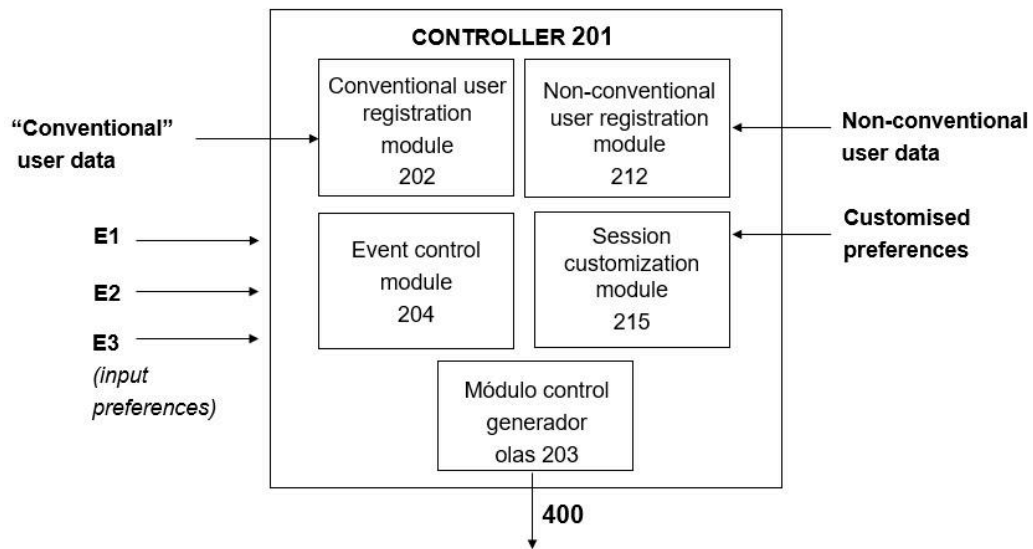 CONTROLLER 201
Conventional user
registration
module
202
Non-conventional
user registration
module
212
“Conventional”
user data
Non-conventional
user data
E1
E2
E3
(input
preferences)
Event control
module
204
Session
customization
module
215
Customised
preferences
Módulo control
generador
olas 203
400